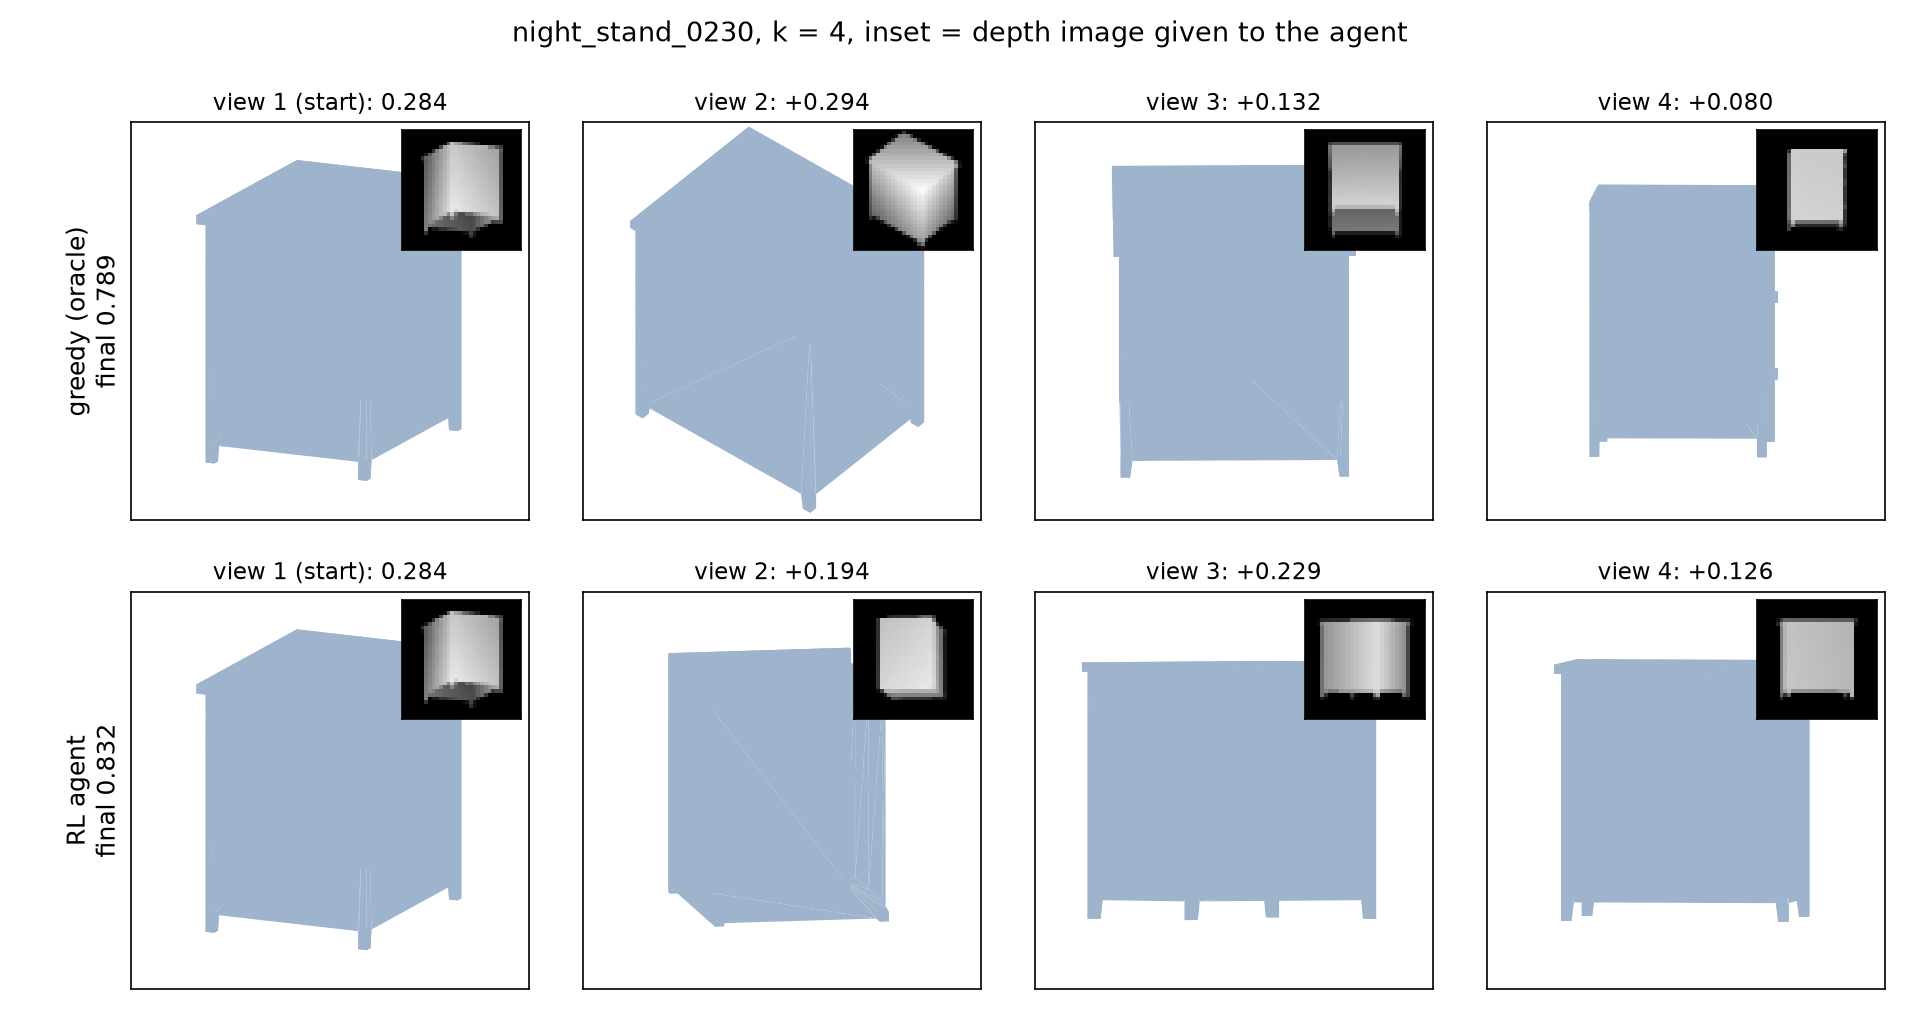 night_stand_0230, k = 4, inset = depth image given to the agent
greedy (oracle)
final 0.789
view 1 (start): 0.284
view 2: +0.294
view 3: +0.132
view 4: +0.080
RL agent
final 0.832
view 1 (start): 0.284
view 2: +0.194
view 3: +0.229
view 4: +0.126